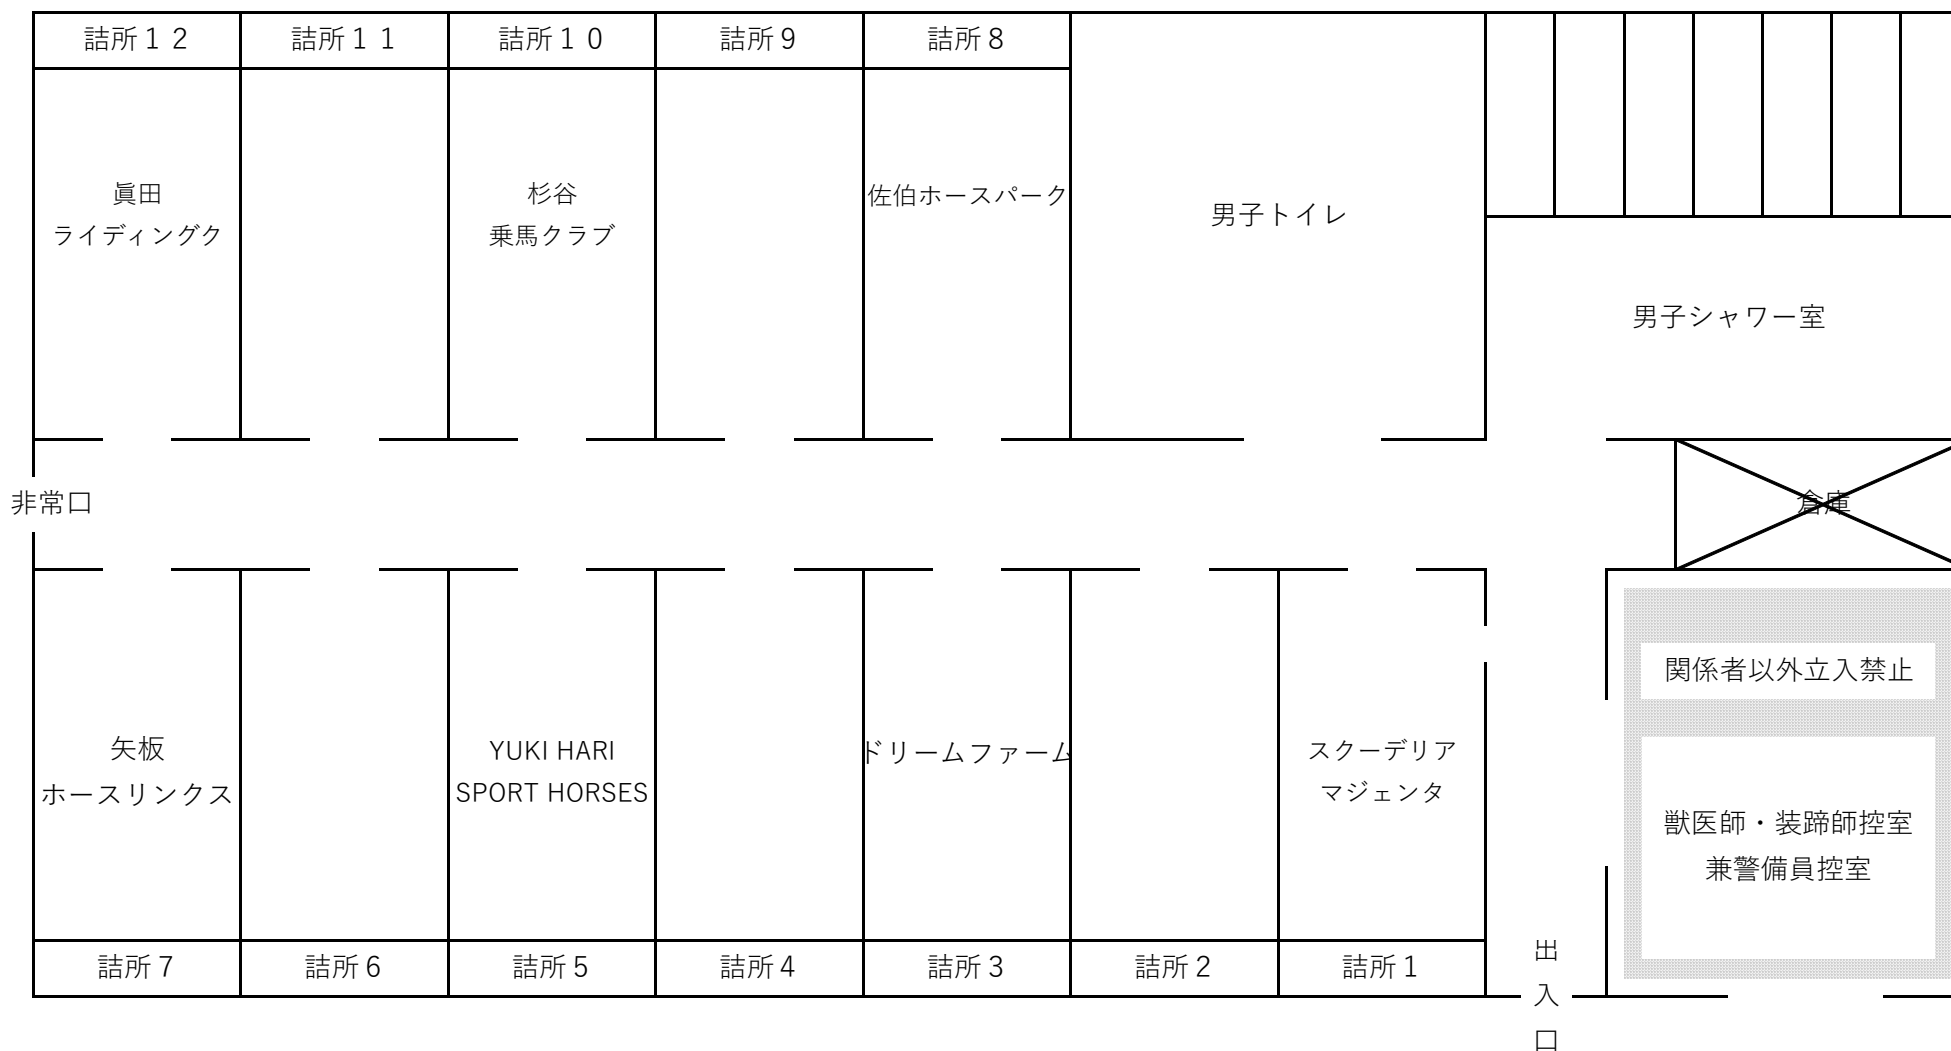 詰所１２
詰所１１
詰所１０
詰所９
詰所８
眞田
ライディングク
杉谷
乗馬クラブ
佐伯ホースパーク
男子トイレ
男子シャワー室
非常口
倉庫
関係者以外立入禁止
矢板
ホースリンクス
YUKI HARI
SPORT HORSES
ドリームファーム
スクーデリア
マジェンタ
獣医師・装蹄師控室
兼警備員控室
詰所７
詰所６
詰所５
詰所４
詰所３
詰所２
詰所１
出
入
口